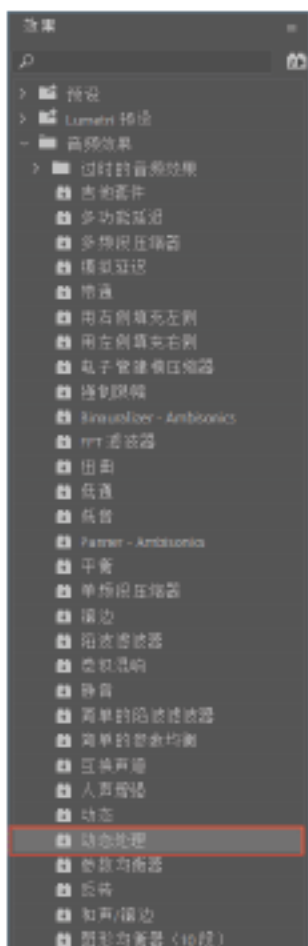 效果
预设
Lumetri 预设
音频效果
过时的音频效果
吉他套件
多功能延迟
多频段压缩器
模拟延迟
带通
用右侧填充左侧
用左侧填充右侧
电子管建模压缩器
强制限幅
Binauralizer - Ambisonics
FFT 滤波器
扭曲
低通
低音
Panner - Ambisonics
平衡
单频段压缩器
镶边
陷波滤波器
卷积混响
静音
简单的陷波滤波器
简单的参数均衡
互换声道
人声增强
动态
动态处理
参数均衡器
反转
和声/镶边
图形均衡器（10段）